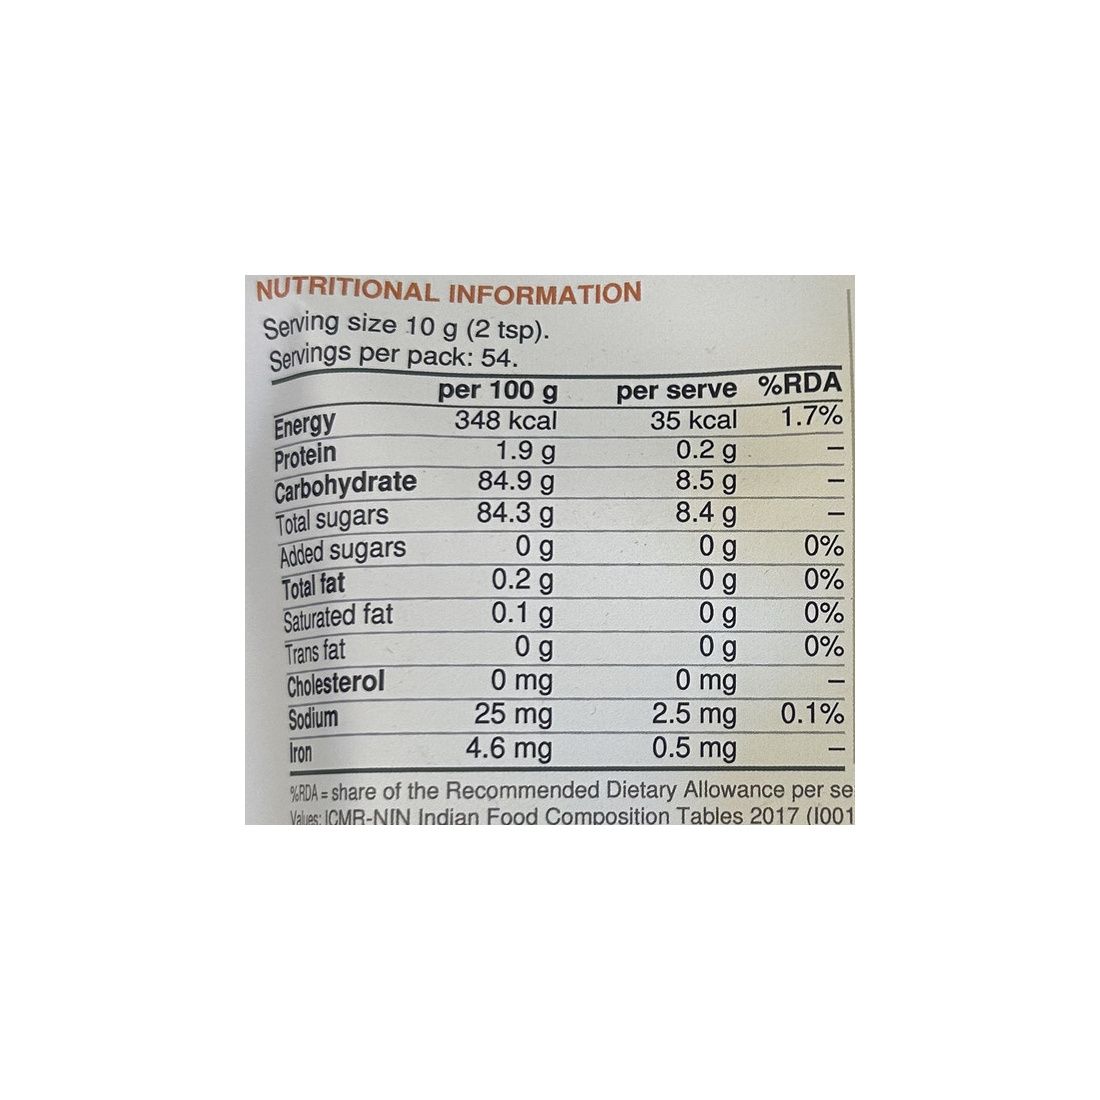 NUTRITIONAL INFORMATION
Serving size 10 g (2 tsp).
Servings per pack: 54.
per 100 g per serve %RDA
Energy 348 kcal 35 kcal 1.7%
Protein 1.9 g 0.2 g –
Carbohydrate 84.9 g 8.5 g –
Total sugars 84.3 g 8.4 g –
Added sugars 0 g 0 g 0%
Total fat 0.2 g 0 g 0%
Saturated fat 0.1 g 0 g 0%
Trans fat 0 g 0 g 0%
Cholesterol 0 mg 0 mg –
Sodium 25 mg 2.5 mg 0.1%
Iron 4.6 mg 0.5 mg –
%RDA = share of the Recommended Dietary Allowance per se
Values: ICMR-NIN Indian Food Composition Tables 2017 (I001